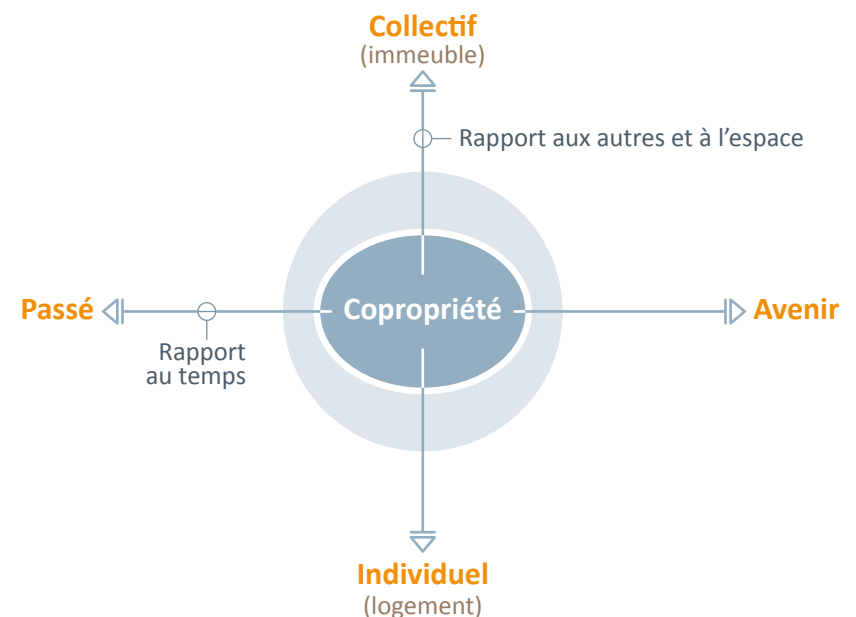 Collectif
(immeuble)
Rapport aux autres et à l’espace
Passé
Copropriété
Avenir
Rapport
au temps
Individuel
(logement)